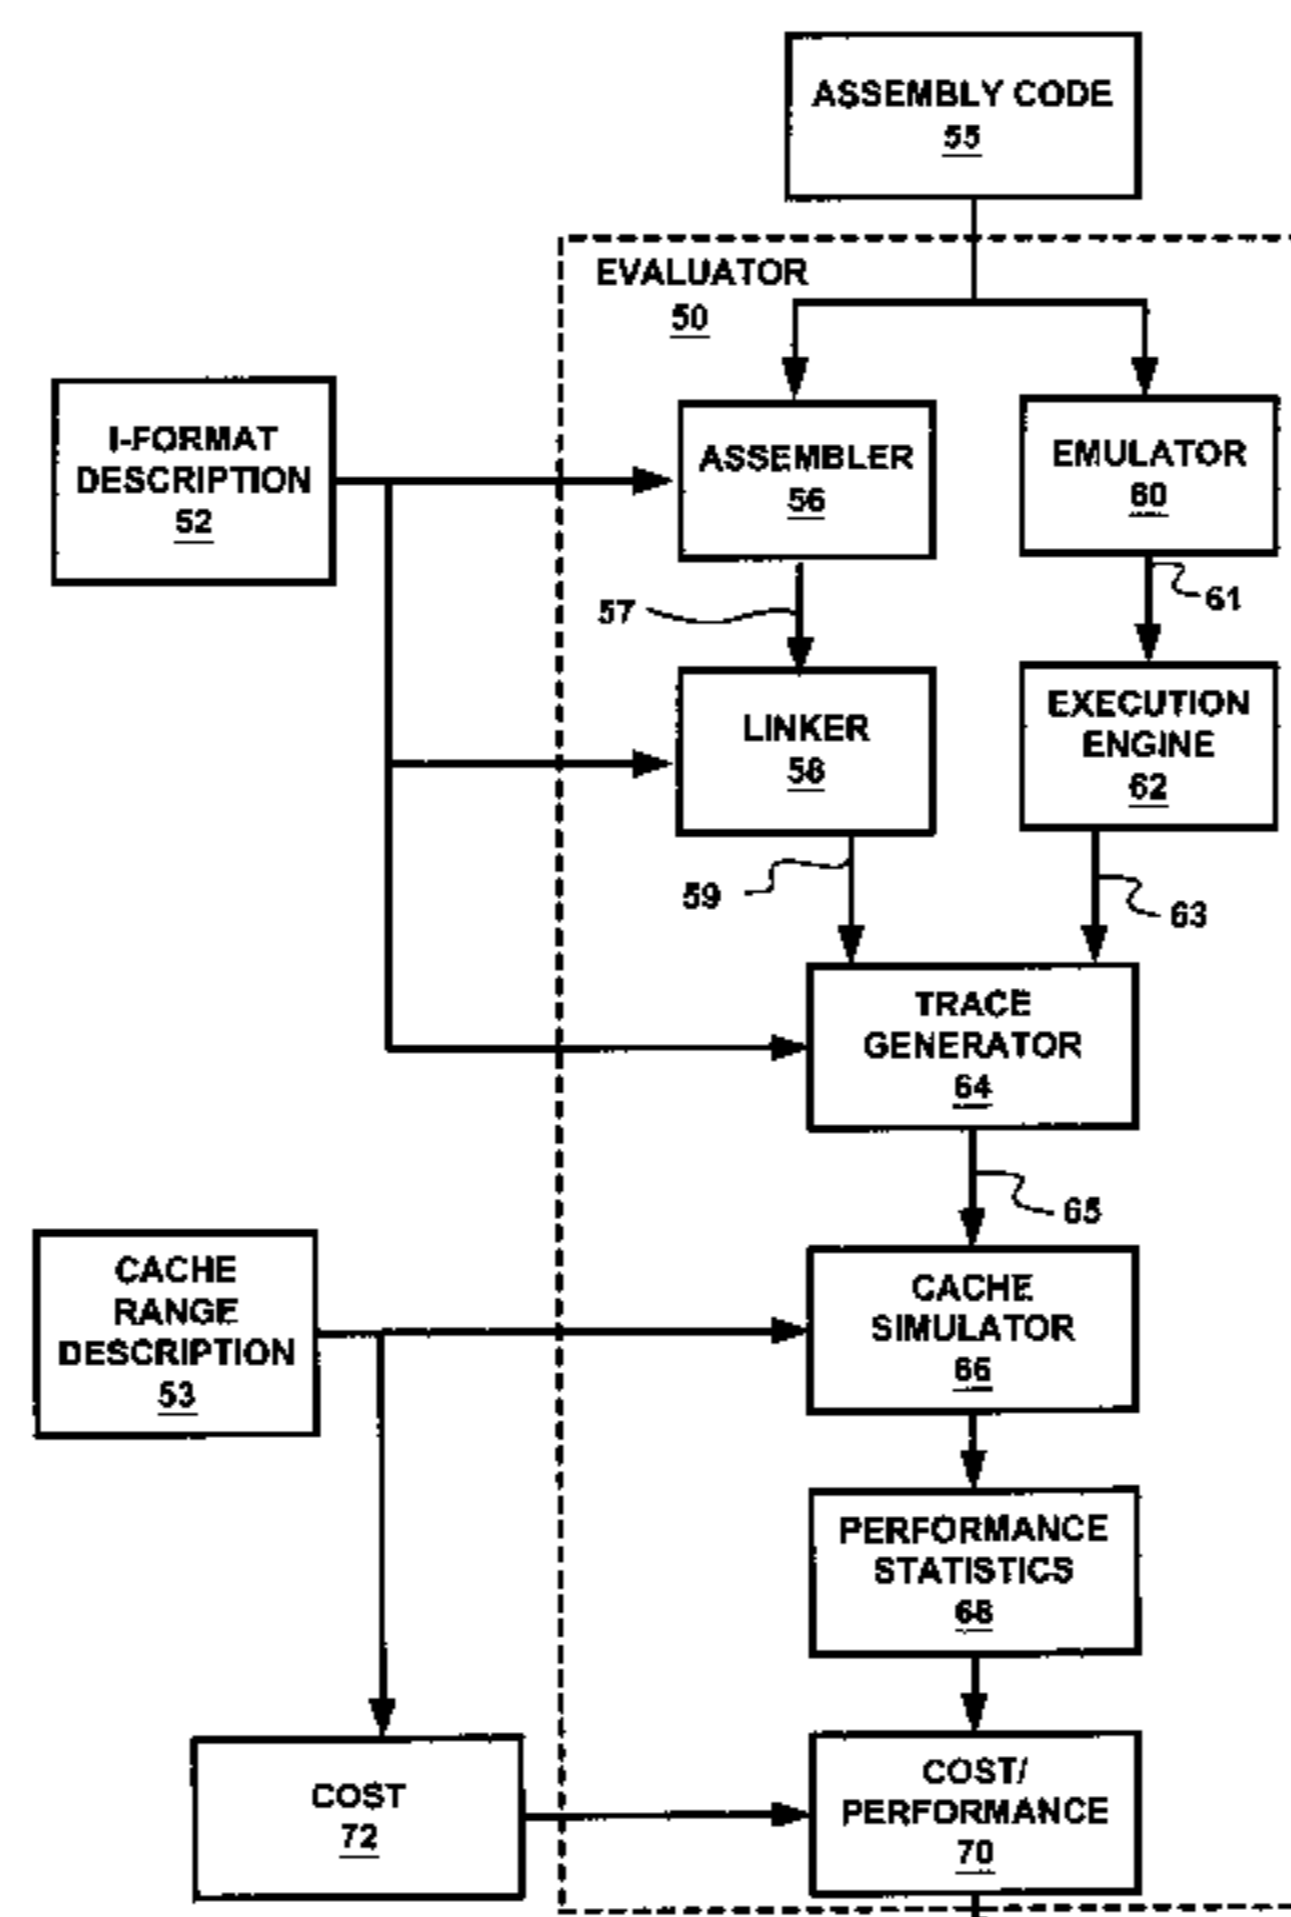 ASSEMBLY CODE
55
EVALUATOR
50
I-FORMAT
DESCRIPTION
52
ASSEMBLER
56
EMULATOR
60
57
61
LINKER
58
EXECUTION
ENGINE
62
59
63
TRACE
GENERATOR
64
65
CACHE
RANGE
DESCRIPTION
53
CACHE
SIMULATOR
66
PERFORMANCE
STATISTICS
68
COST
72
COST/
PERFORMANCE
70